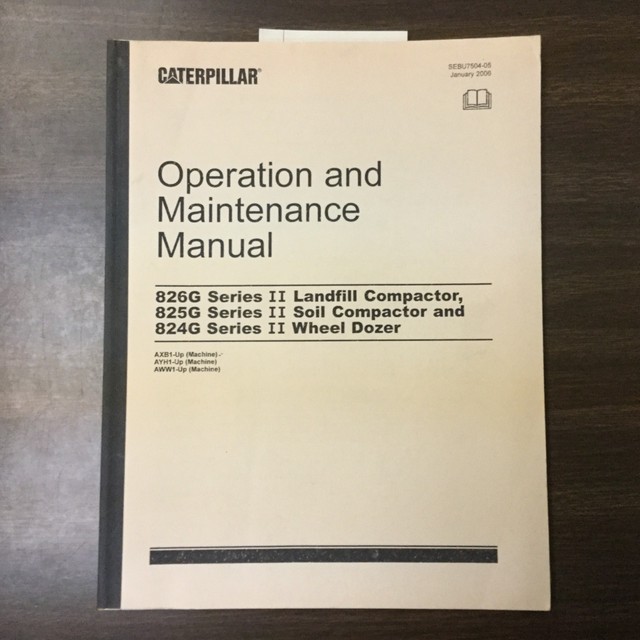 CATERPILLAR®
SEBU7504-05
January 2006
Operation and
Maintenance
Manual
826G Series II Landfill Compactor,
825G Series II Soil Compactor and
824G Series II Wheel Dozer
AXB1-Up (Machine)
AYH1-Up (Machine)
AWW1-Up (Machine)